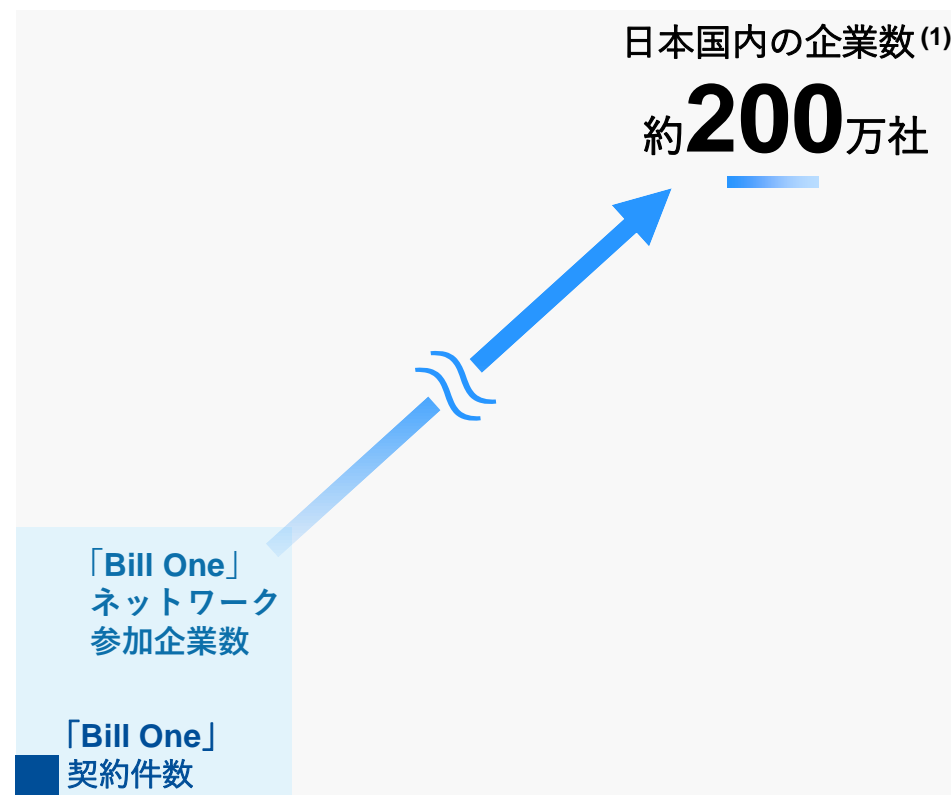 日本国内の企業数(1)
約200万社
「Bill One」
ネットワーク
参加企業数
「Bill One」
契約件数